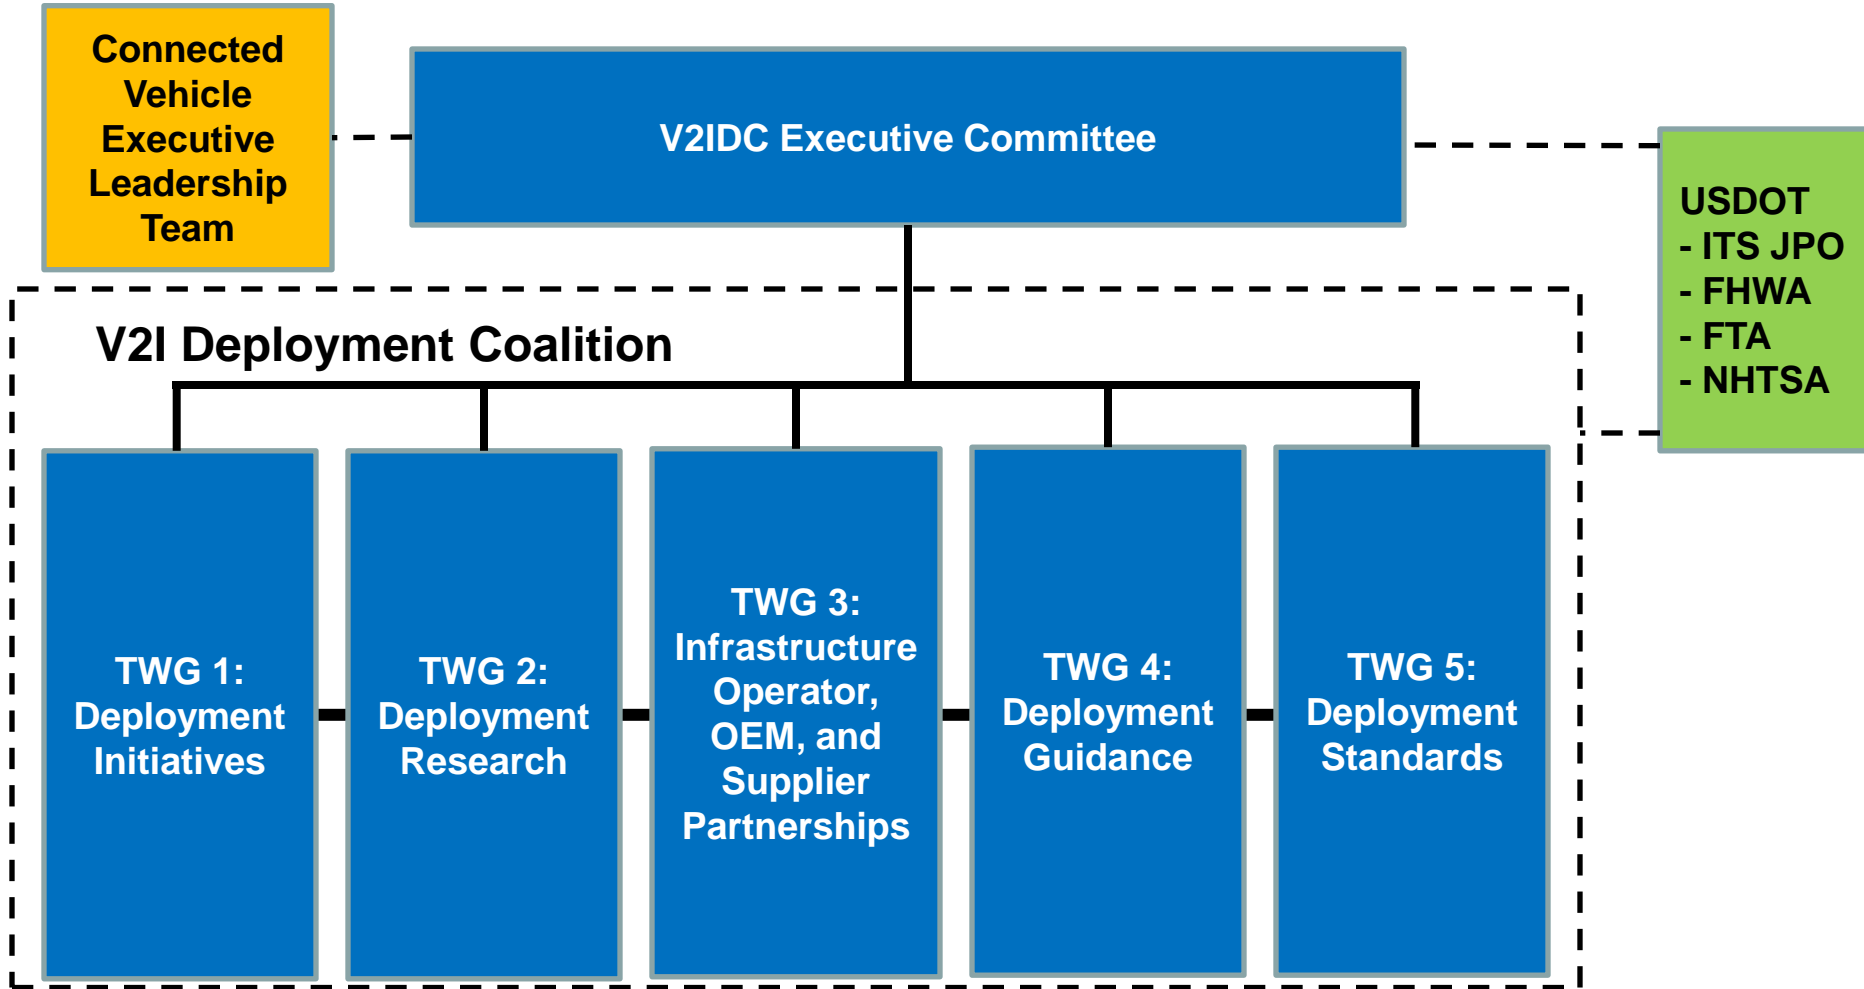 Connected
Vehicle
Executive
Leadership
Team
V2IDC Executive Committee
USDOT
- ITS JPO
- FHWA
- FTA
- NHTSA
V2I Deployment Coalition
TWG 1:
Deployment
Initiatives
TWG 2:
Deployment
Research
TWG 3:
Infrastructure
Operator,
OEM, and
Supplier
Partnerships
TWG 4:
Deployment
Guidance
TWG 5:
Deployment
Standards